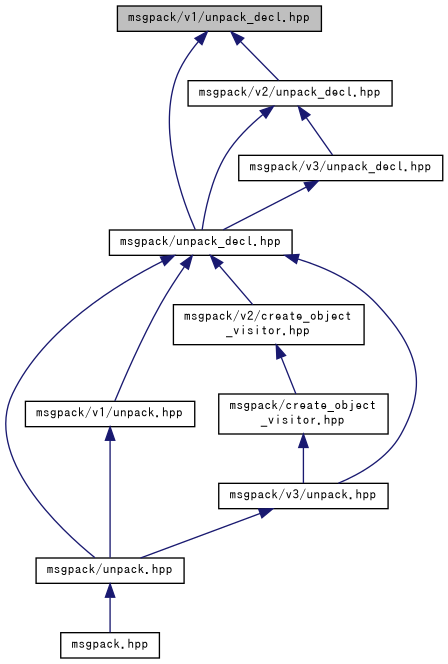 msgpack/v1/unpack_decl.hpp
msgpack/v2/unpack_decl.hpp
msgpack/v3/unpack_decl.hpp
msgpack/unpack_decl.hpp
msgpack/v2/create_object
_visitor.hpp
msgpack/v1/unpack.hpp
msgpack/create_object
_visitor.hpp
msgpack/v3/unpack.hpp
msgpack/unpack.hpp
msgpack.hpp